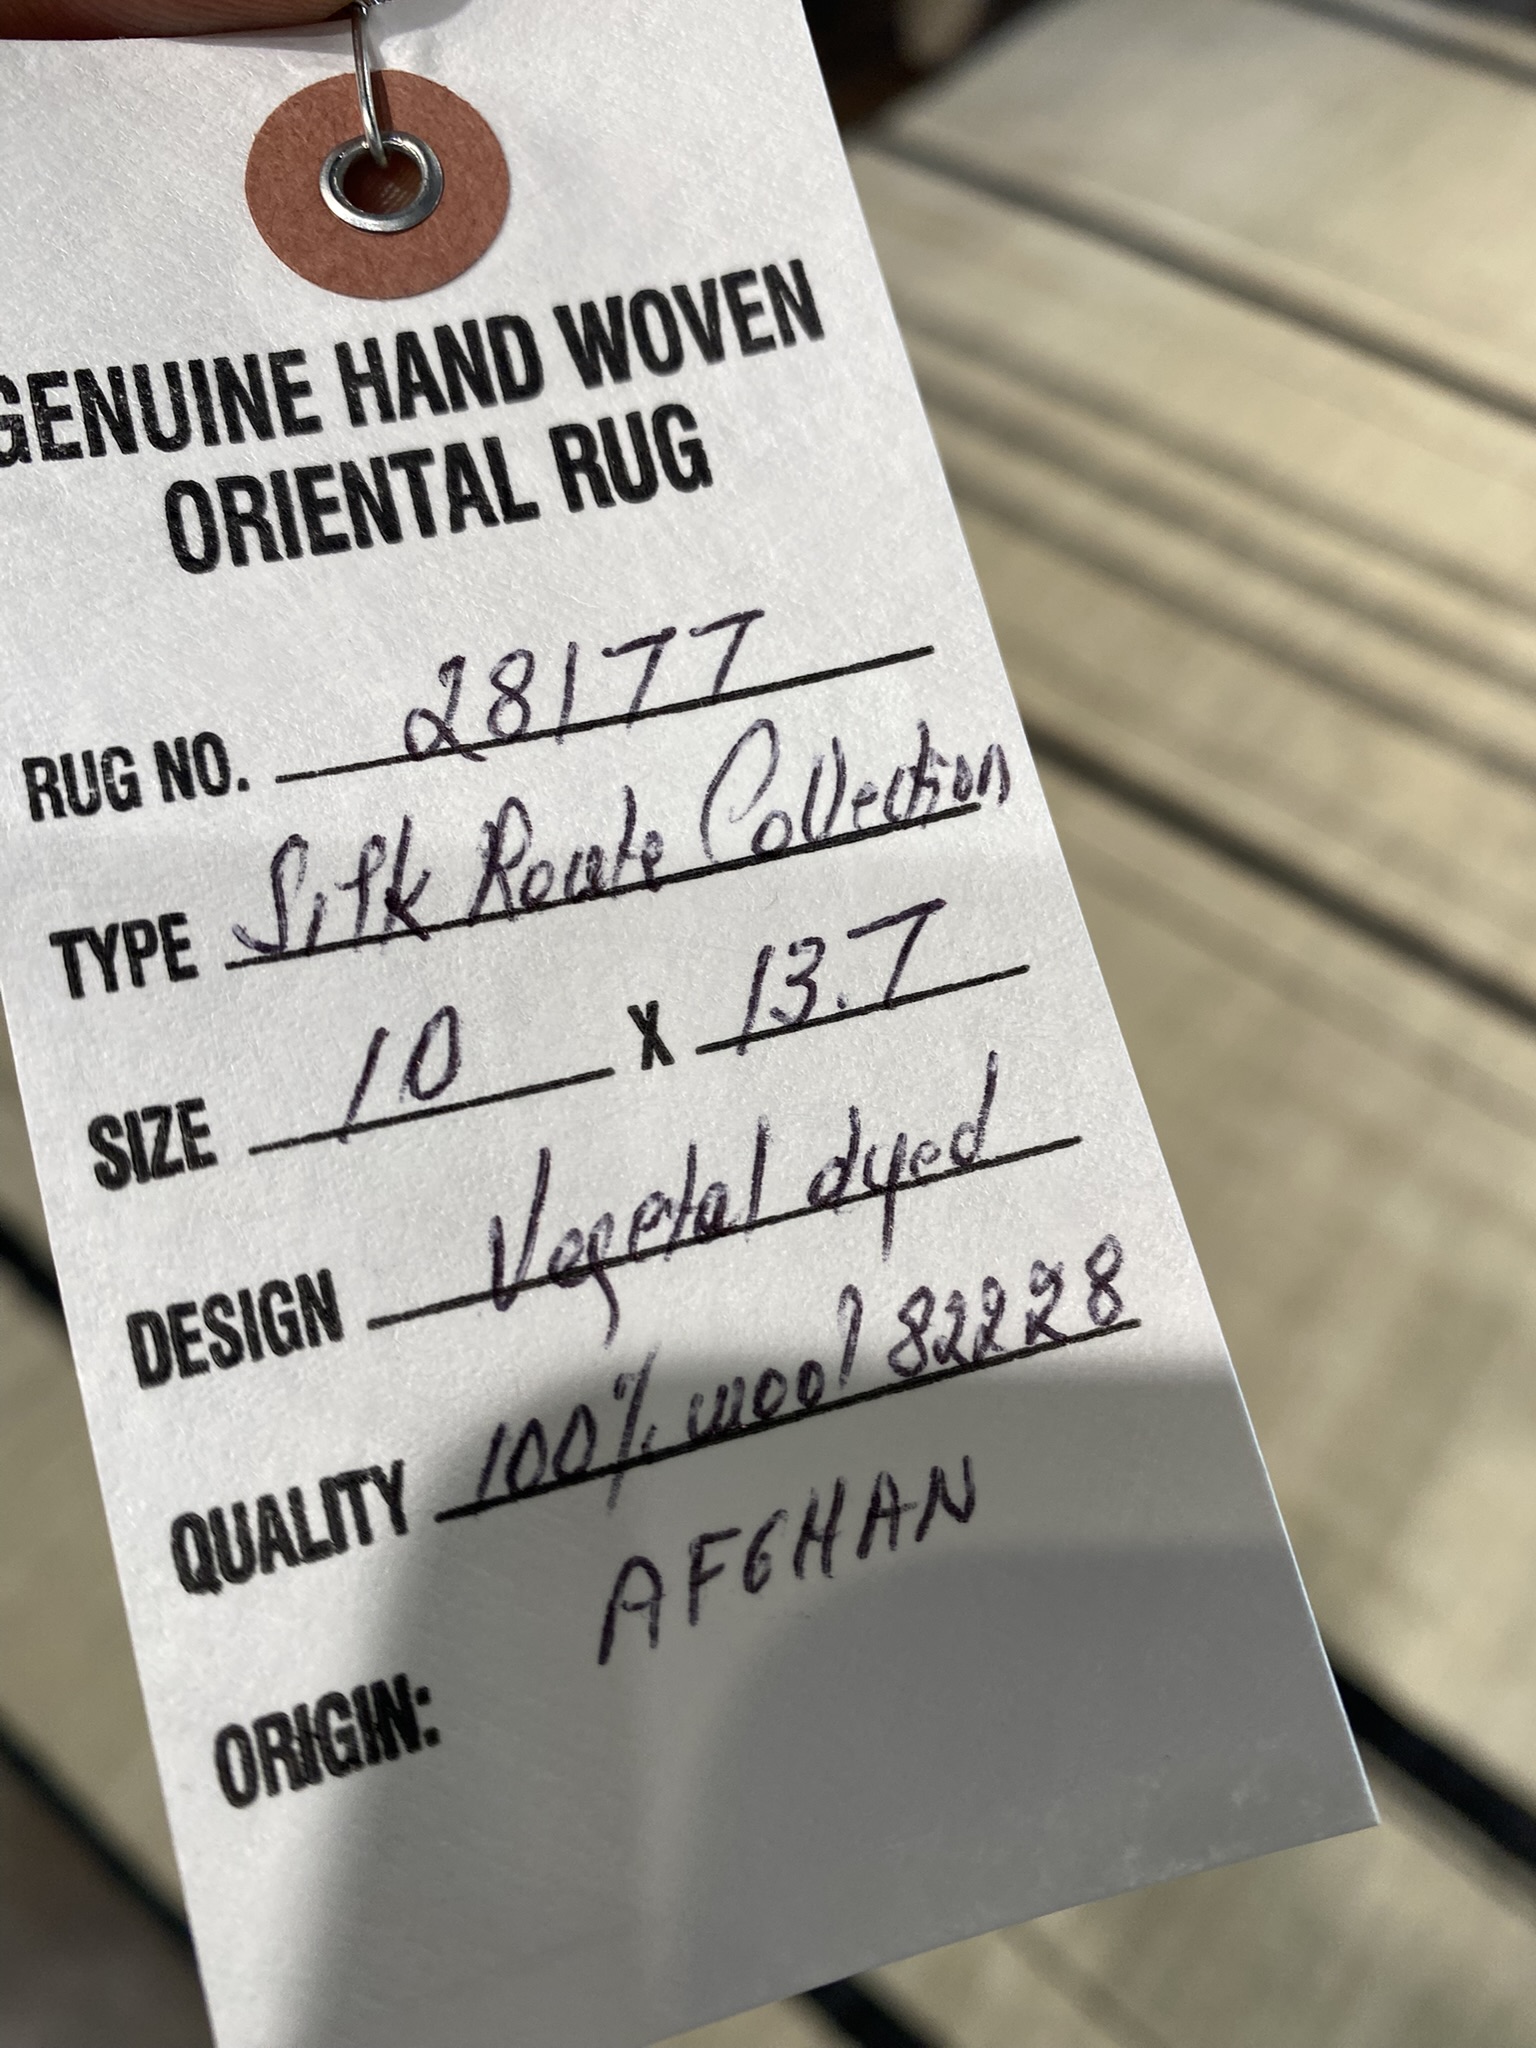 GENUINE HAND WOVEN
ORIENTAL RUG
RUG NO. 28177
TYPE Silk Route Collection
SIZE 10 X 13.7
DESIGN Vegetal dyed
QUALITY 100% wool 82228
AFGHAN
ORIGIN: